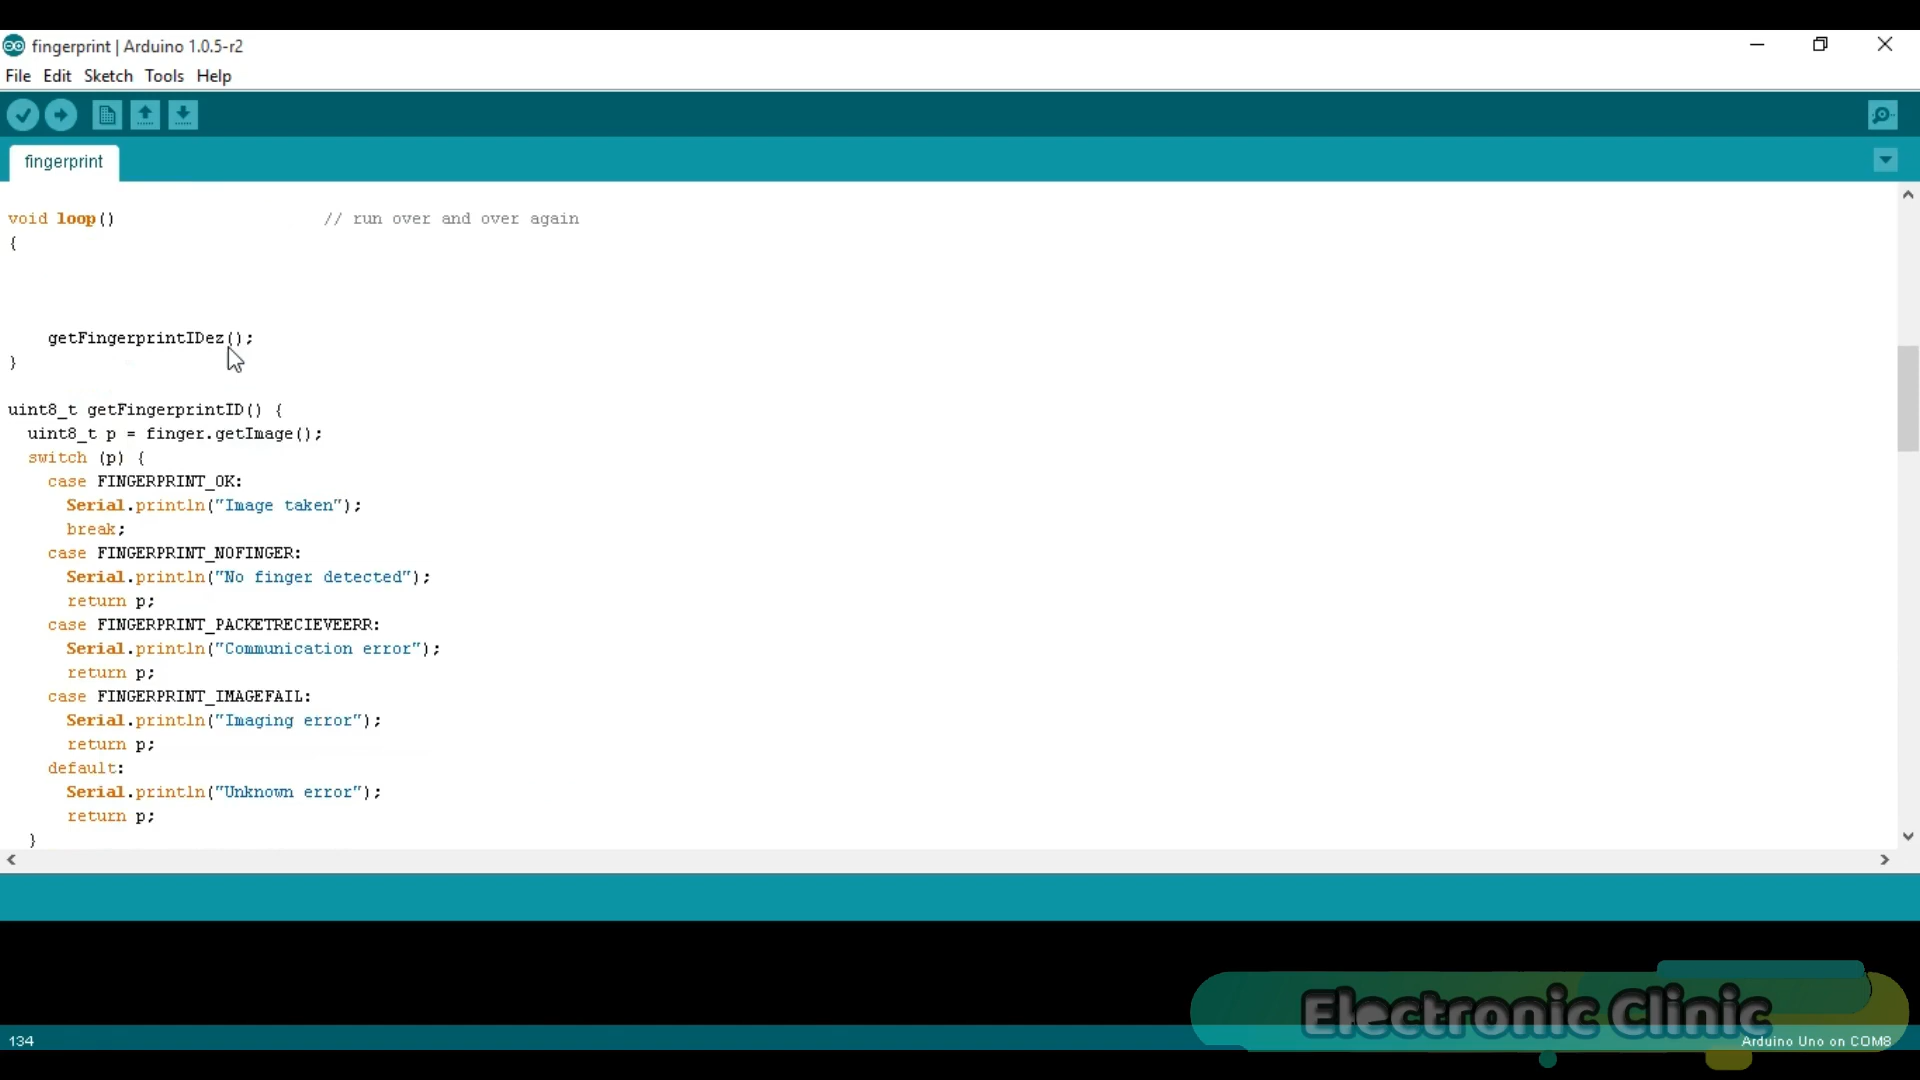 fingerprint | Arduino 1.0.5-r2
File Edit Sketch Tools Help
fingerprint
void loop() // run over and over again
{
getFingerprintIDez();
}
uint8_t getFingerprintID() {
uint8_t p = finger.getImage();
switch (p) {
case FINGERPRINT_OK:
Serial.println("Image taken");
break;
case FINGERPRINT_NOFINGER:
Serial.println("No finger detected");
return p;
case FINGERPRINT_PACKETRECIEVEERR:
Serial.println("Communication error");
return p;
case FINGERPRINT_IMAGEFAIL:
Serial.println("Imaging error");
return p;
default:
Serial.println("Unknown error");
return p;
}
Electronic Clinic
134
Arduino Uno on COM8